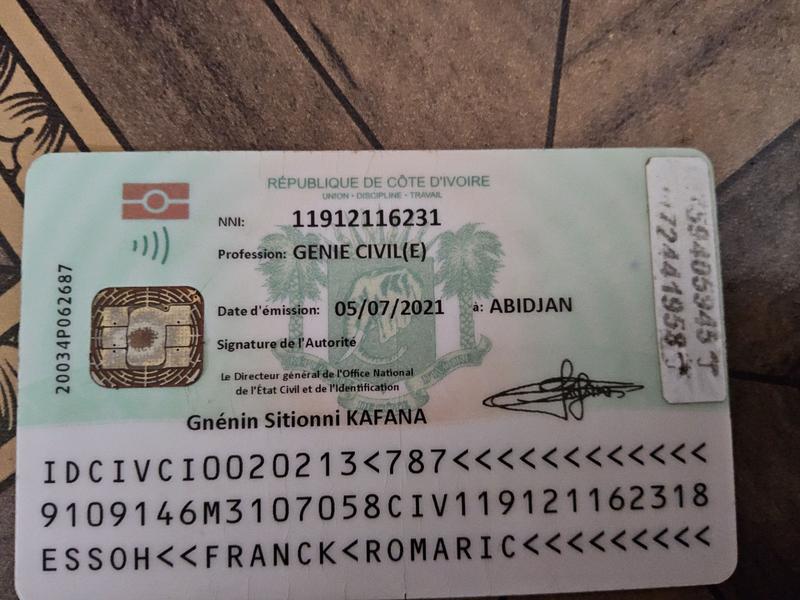 RÉPUBLIQUE DE CÔTE D'IVOIRE
UNION - DISCIPLINE - TRAVAIL
NNI: 11912116231
Profession: GENIE CIVIL(E)
Date d'émission: 05/07/2021 à: ABIDJAN
Signature de l'Autorité
Le Directeur général de l'Office National
de l'État Civil et de l'Identification
Gnénin Sitionni KAFANA
20034P062687
IDCIVCI0020213<787<<<<<<<<<<<<
9109146M3107058CIV119121162318
ESSOH<<FRANCK<ROMARIC<<<<<<<<<